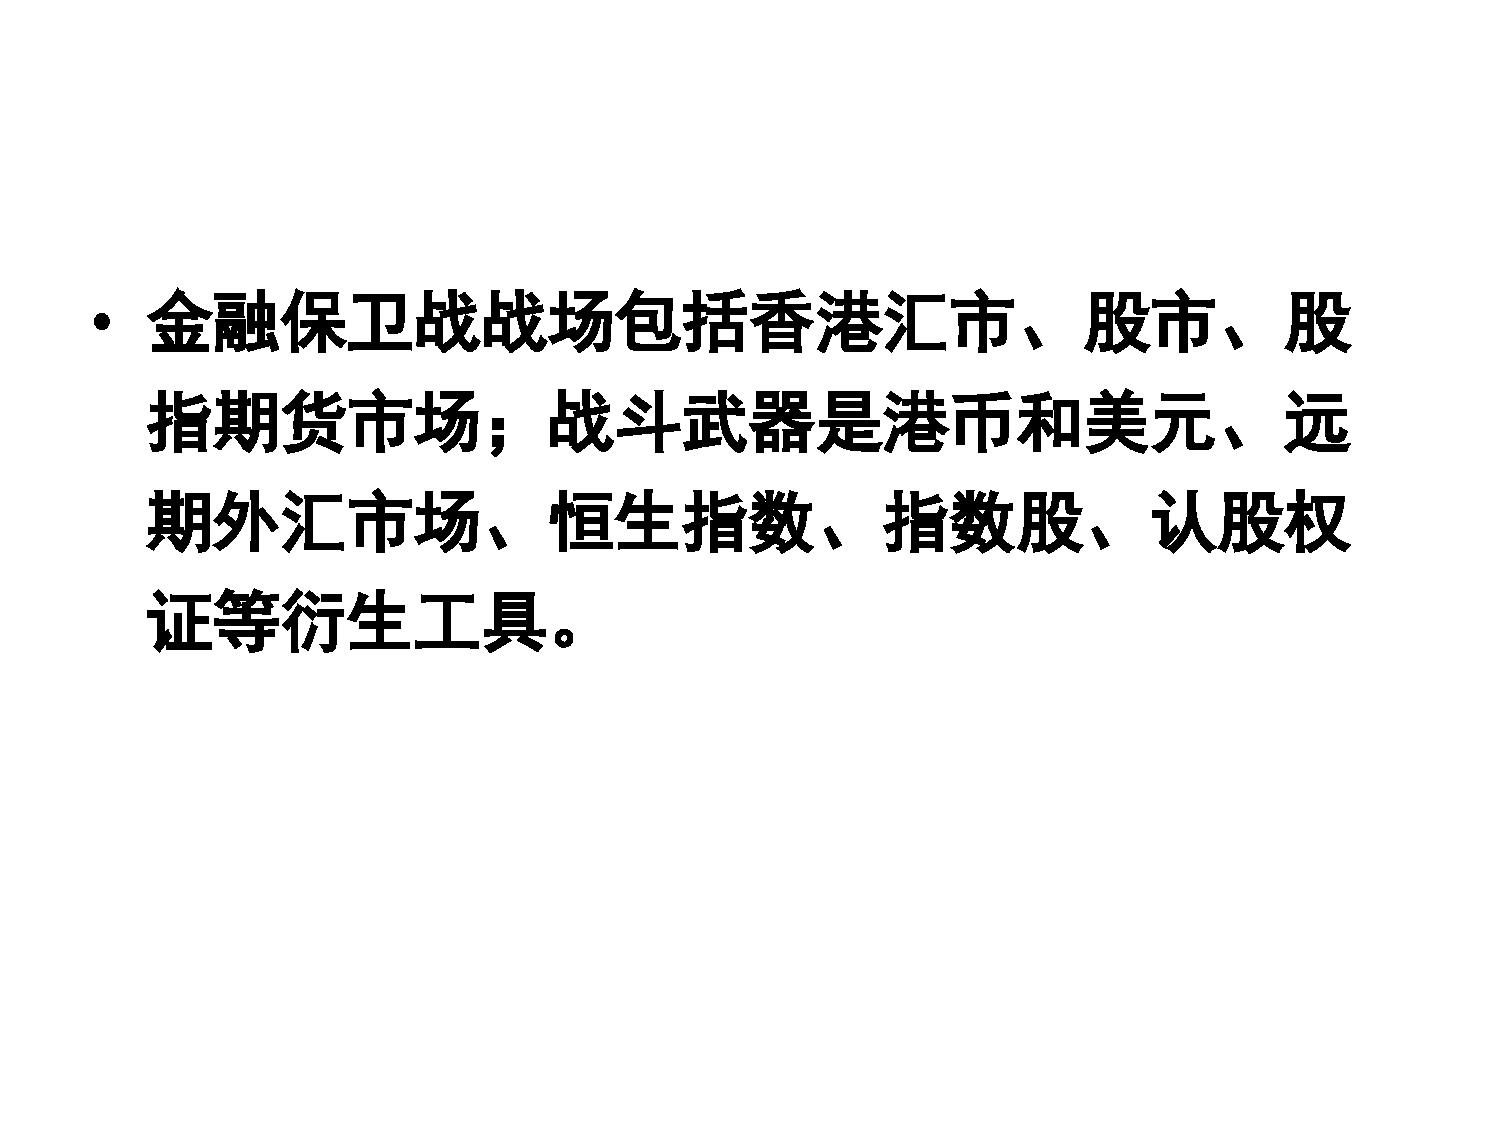 • 金融保卫战战场包括香港汇市、股市、股
指期货市场；战斗武器是港币和美元、远
期外汇市场、恒生指数、指数股、认股权
证等衍生工具。